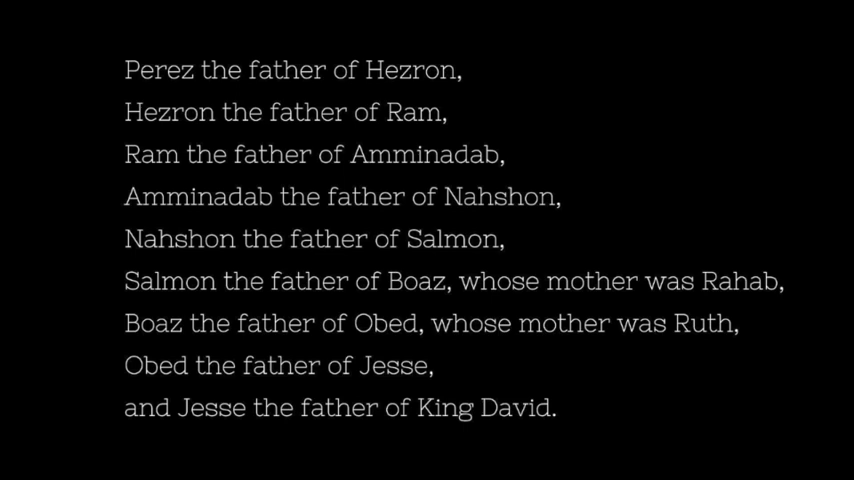 Perez the father of Hezron,
Hezron the father of Ram,
Ram the father of Amminadab,
Amminadab the father of Nahshon,
Nahshon the father of Salmon,
Salmon the father of Boaz, whose mother was Rahab,
Boaz the father of Obed, whose mother was Ruth,
Obed the father of Jesse,
and Jesse the father of King David.